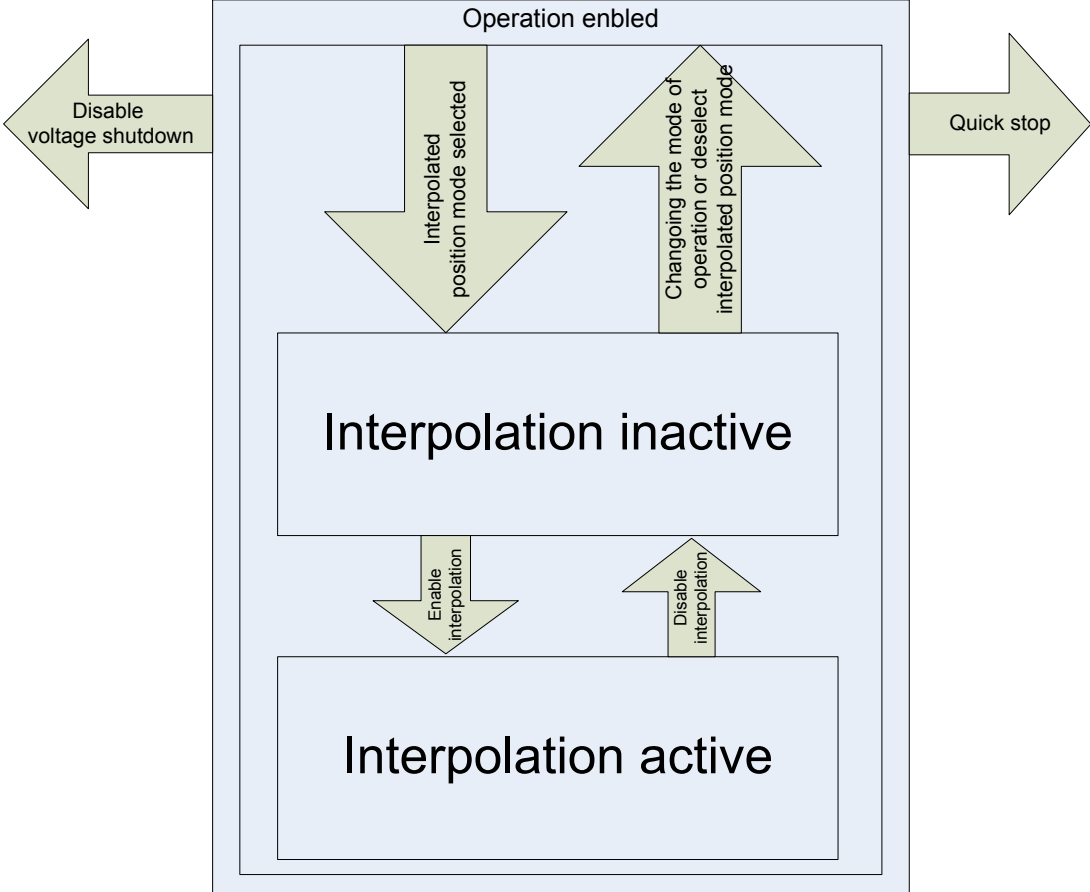 Operation enbled
Disable
voltage shutdown
Interpolated
position mode selected
Changoing the mode of
operation or deselect
interpolated position mode
Quick stop
Interpolation inactive
Enable
interpolation
Disable
interpolation
Interpolation active